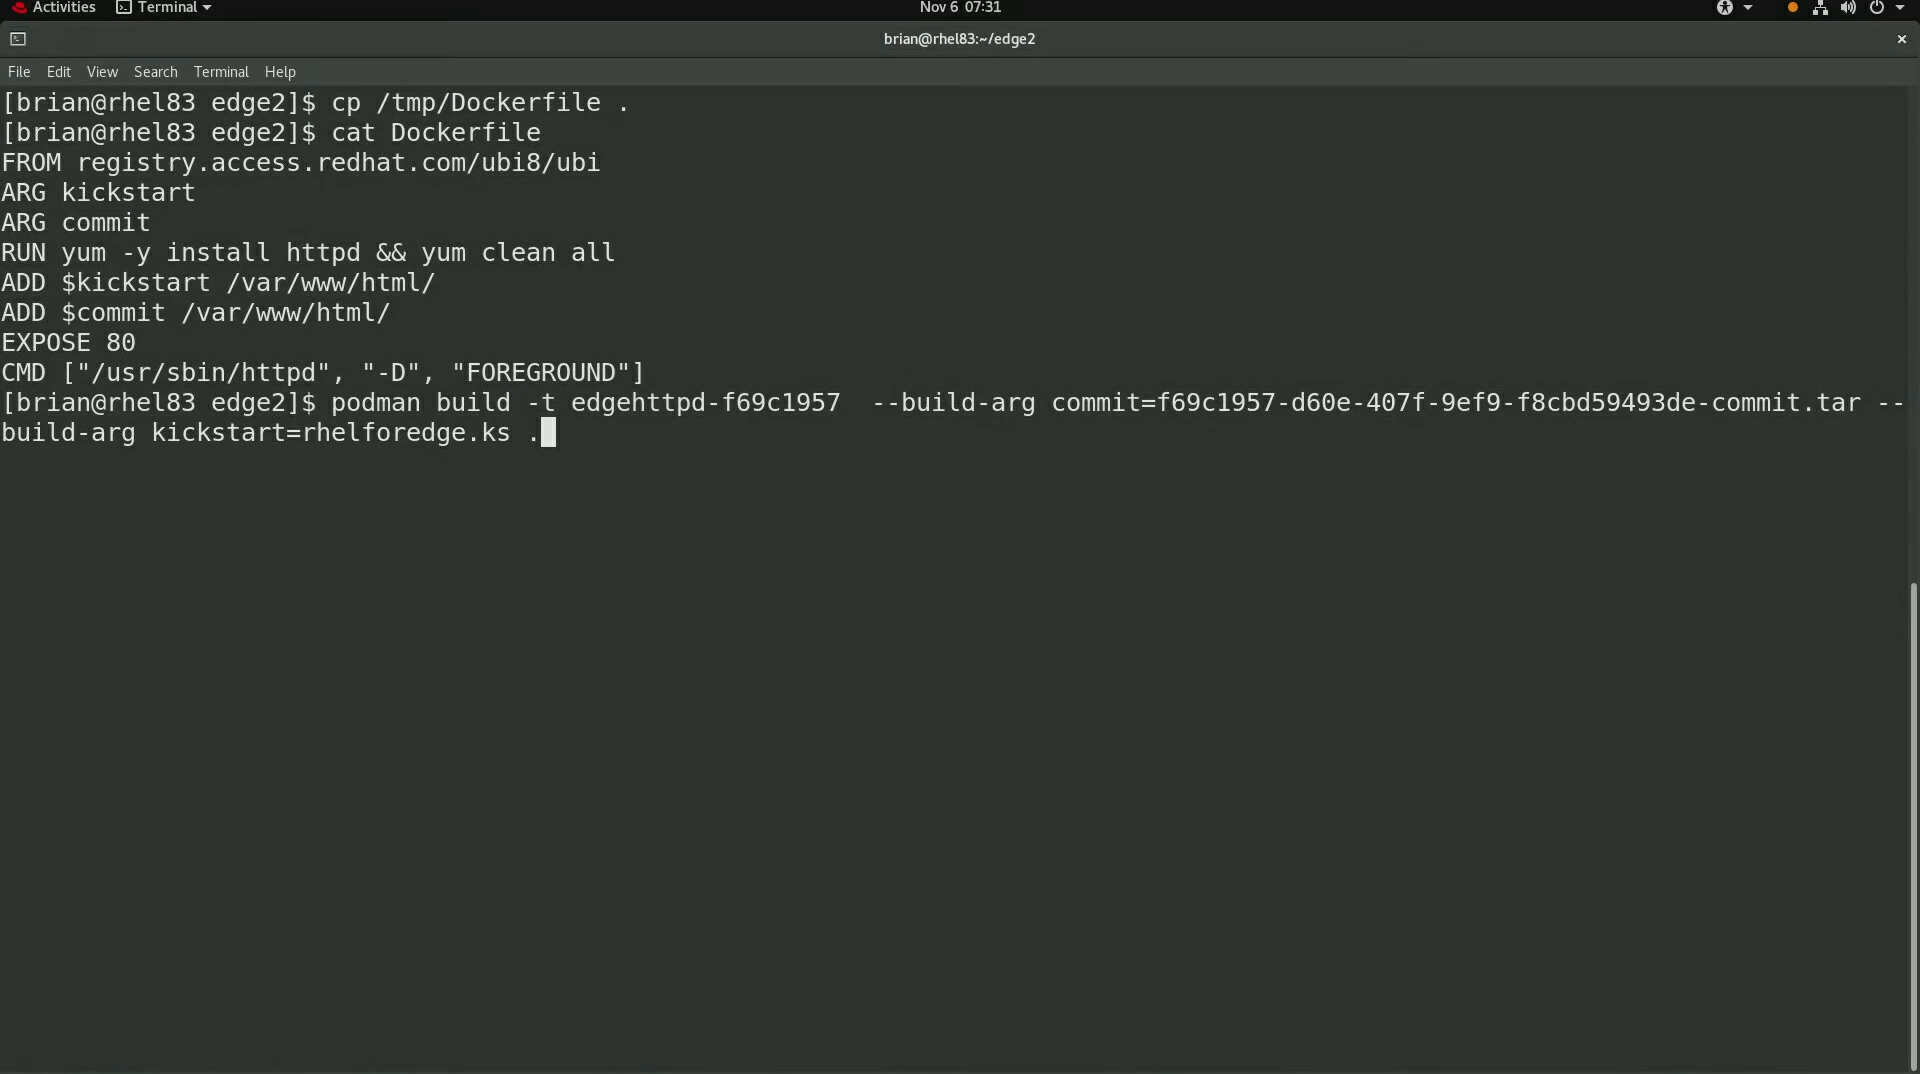 Activities Terminal Nov 6 07:31
brian@rhel83:~/edge2
File Edit View Search Terminal Help
[brian@rhel83 edge2]$ cp /tmp/Dockerfile .
[brian@rhel83 edge2]$ cat Dockerfile
FROM registry.access.redhat.com/ubi8/ubi
ARG kickstart
ARG commit
RUN yum -y install httpd && yum clean all
ADD $kickstart /var/www/html/
ADD $commit /var/www/html/
EXPOSE 80
CMD ["/usr/sbin/httpd", "-D", "FOREGROUND"]
[brian@rhel83 edge2]$ podman build -t edgehttpd-f69c1957  --build-arg commit=f69c1957-d60e-407f-9ef9-f8cbd59493de-commit.tar --
build-arg kickstart=rhelforedge.ks .